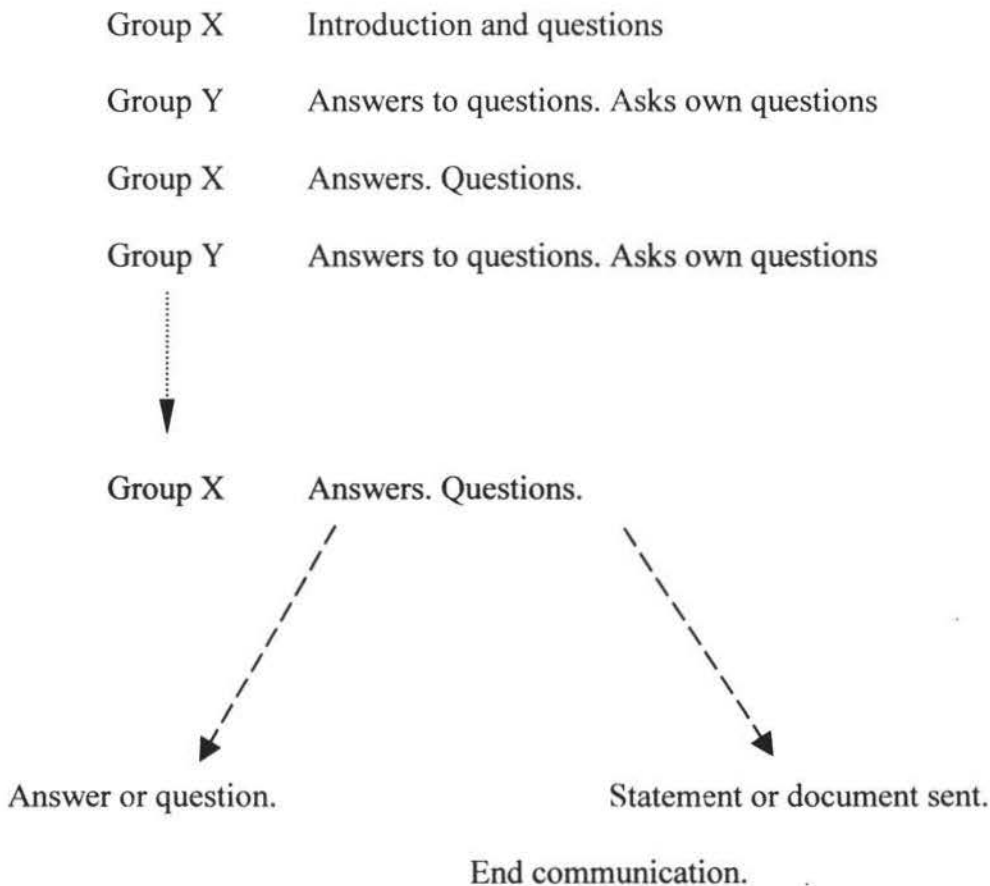 Group X Introduction and questions
Group Y Answers to questions. Asks own questions
Group X Answers. Questions.
Group Y Answers to questions. Asks own questions
Group X Answers. Questions.
Answer or question. Statement or document sent.
End communication.